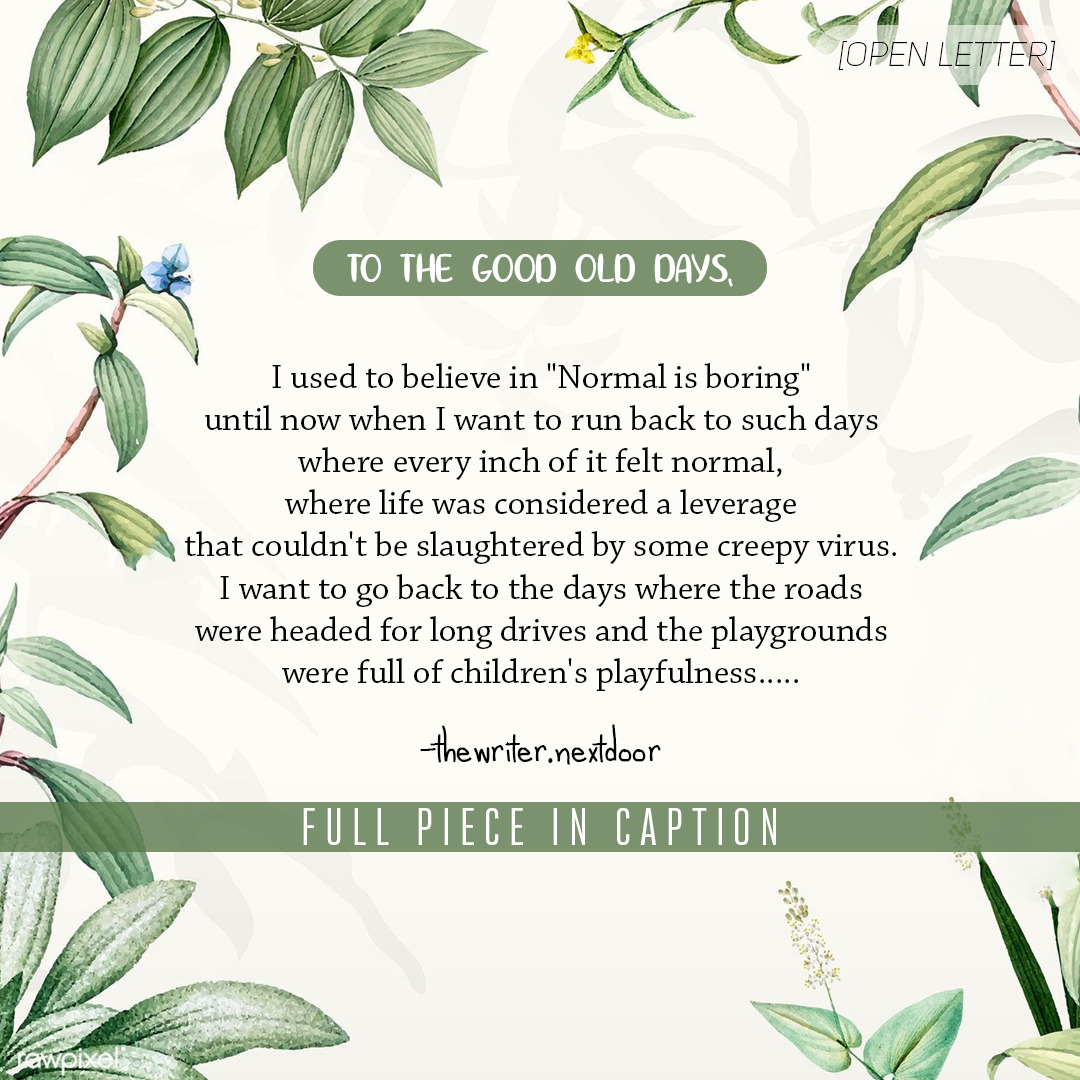 [OPEN LETTER]
TO THE GOOD OLD DAYS,
I used to believe in "Normal is boring"
until now when I want to run back to such days
where every inch of it felt normal,
where life was considered a leverage
that couldn't be slaughtered by some creepy virus.
I want to go back to the days where the roads
were headed for long drives and the playgrounds
were full of children's playfulness.....
-thewriter.nextdoor
FULL PIECE IN CAPTION
rawpixel